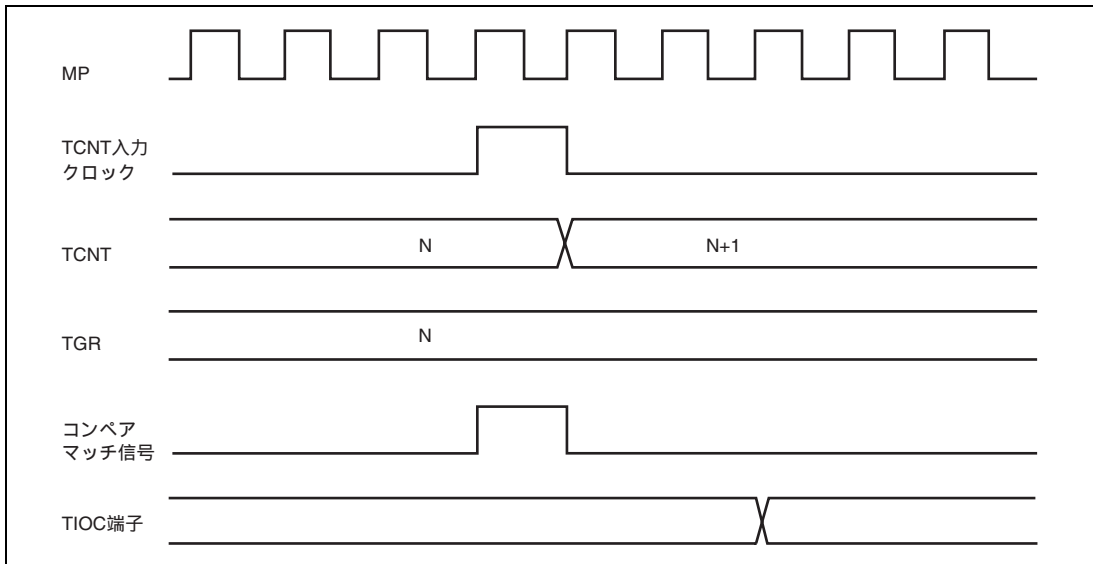 MP
TCNT入力
クロック
TCNT
N
N+1
TGR
N
コンペア
マッチ信号
TIOC端子